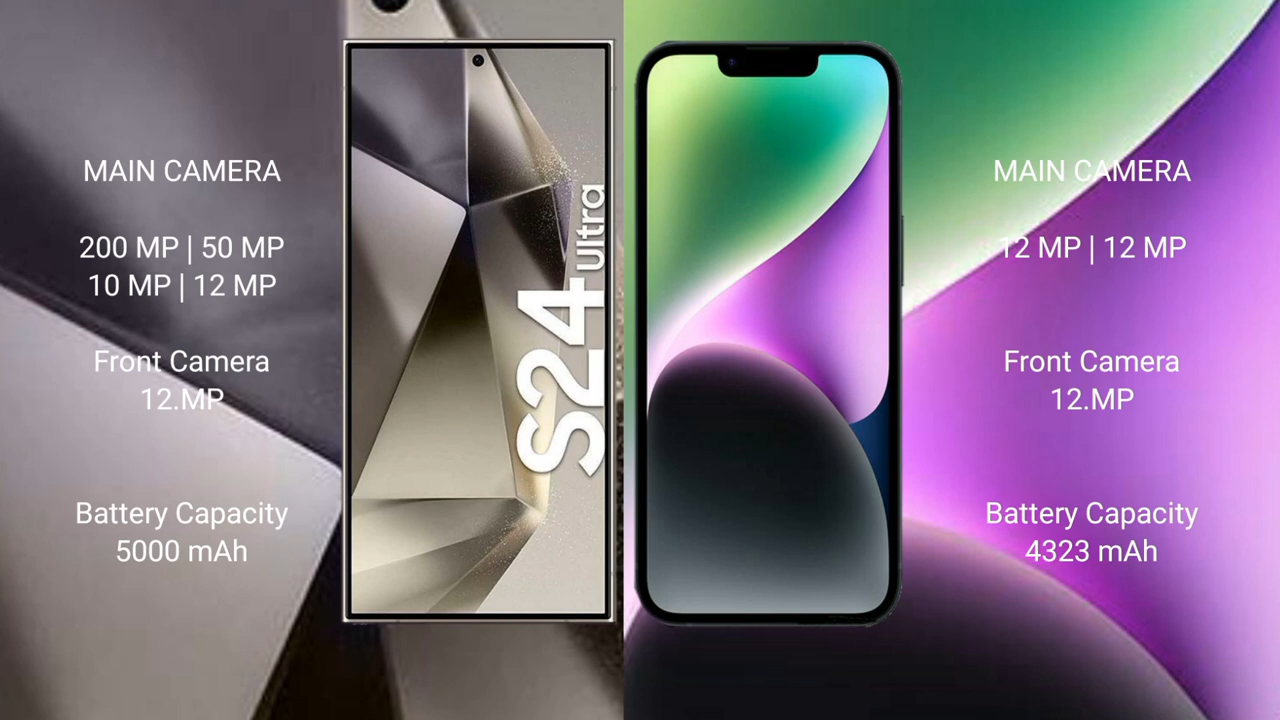 MAIN CAMERA
200 MP | 50 MP
10 MP | 12 MP
Front Camera
12.MP
Battery Capacity
5000 mAh
S24 Ultra
MAIN CAMERA
12 MP | 12 MP
Front Camera
12.MP
Battery Capacity
4323 mAh